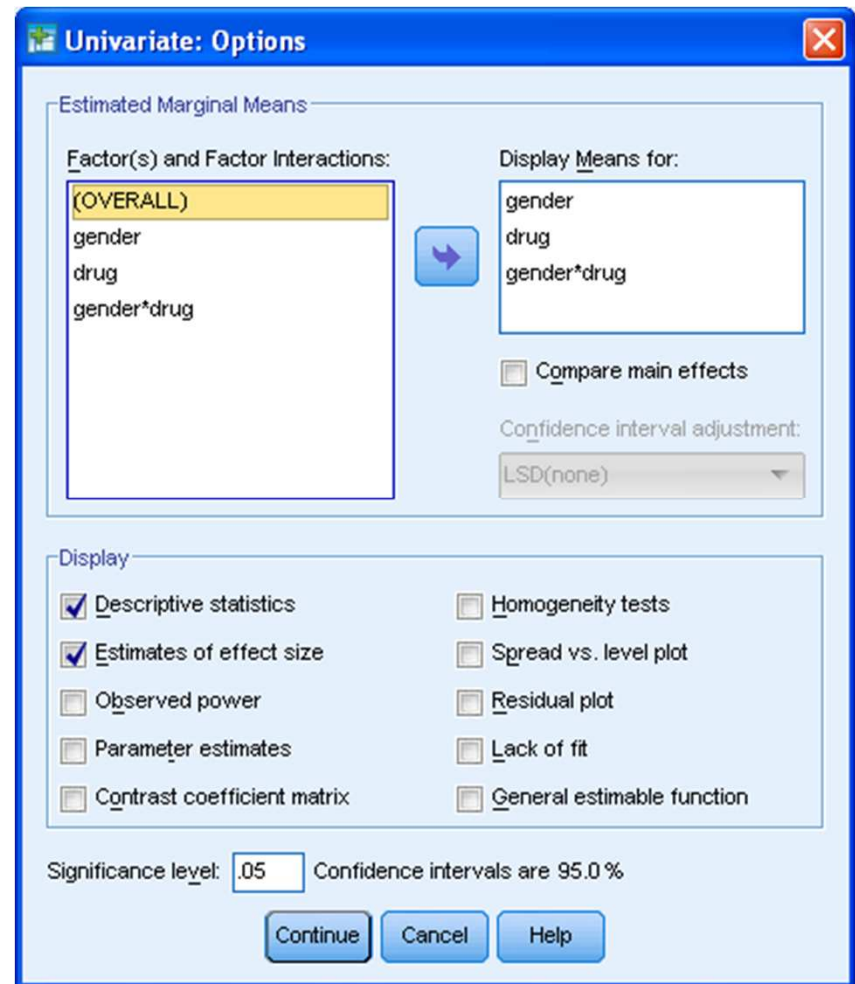 Univariate: Options
Estimated Marginal Means
Factor(s) and Factor Interactions:
(OVERALL)
gender
drug
gender*drug
Display Means for:
gender
drug
gender*drug
Compare main effects
Confidence interval adjustment:
LSD(none)
Display
Descriptive statistics
Estimates of effect size
Observed power
Parameter estimates
Contrast coefficient matrix
Homogeneity tests
Spread vs. level plot
Residual plot
Lack of fit
General estimable function
Significance level: .05 Confidence intervals are 95.0 %
Continue Cancel Help